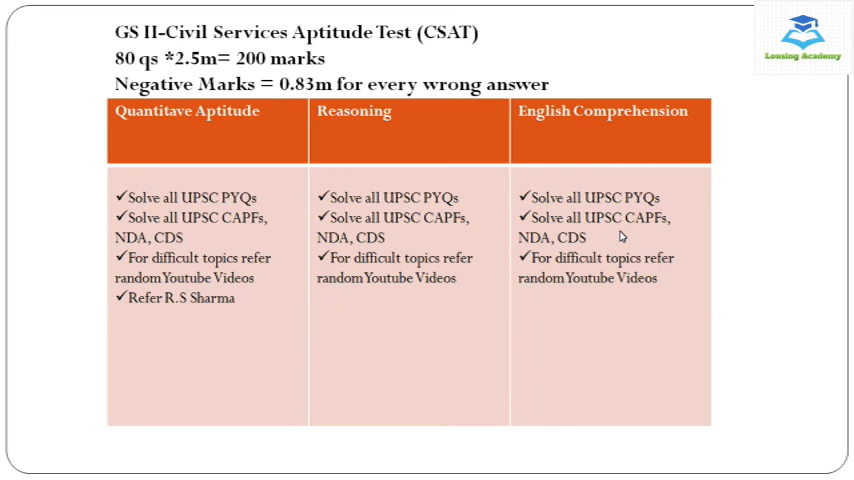 GS II-Civil Services Aptitude Test (CSAT)
80 qs *2.5m= 200 marks
Negative Marks = 0.83m for every wrong answer
Lousing Academy
Quantitave Aptitude
✓Solve all UPSC PYQs
✓Solve all UPSC CAPFs,
NDA, CDS
✓For difficult topics refer
random Youtube Videos
✓Refer R.S Sharma
Reasoning
✓Solve all UPSC PYQs
✓Solve all UPSC CAPFs,
NDA, CDS
✓For difficult topics refer
random Youtube Videos
English Comprehension
✓Solve all UPSC PYQs
✓Solve all UPSC CAPFs,
NDA, CDS
✓For difficult topics refer
random Youtube Videos